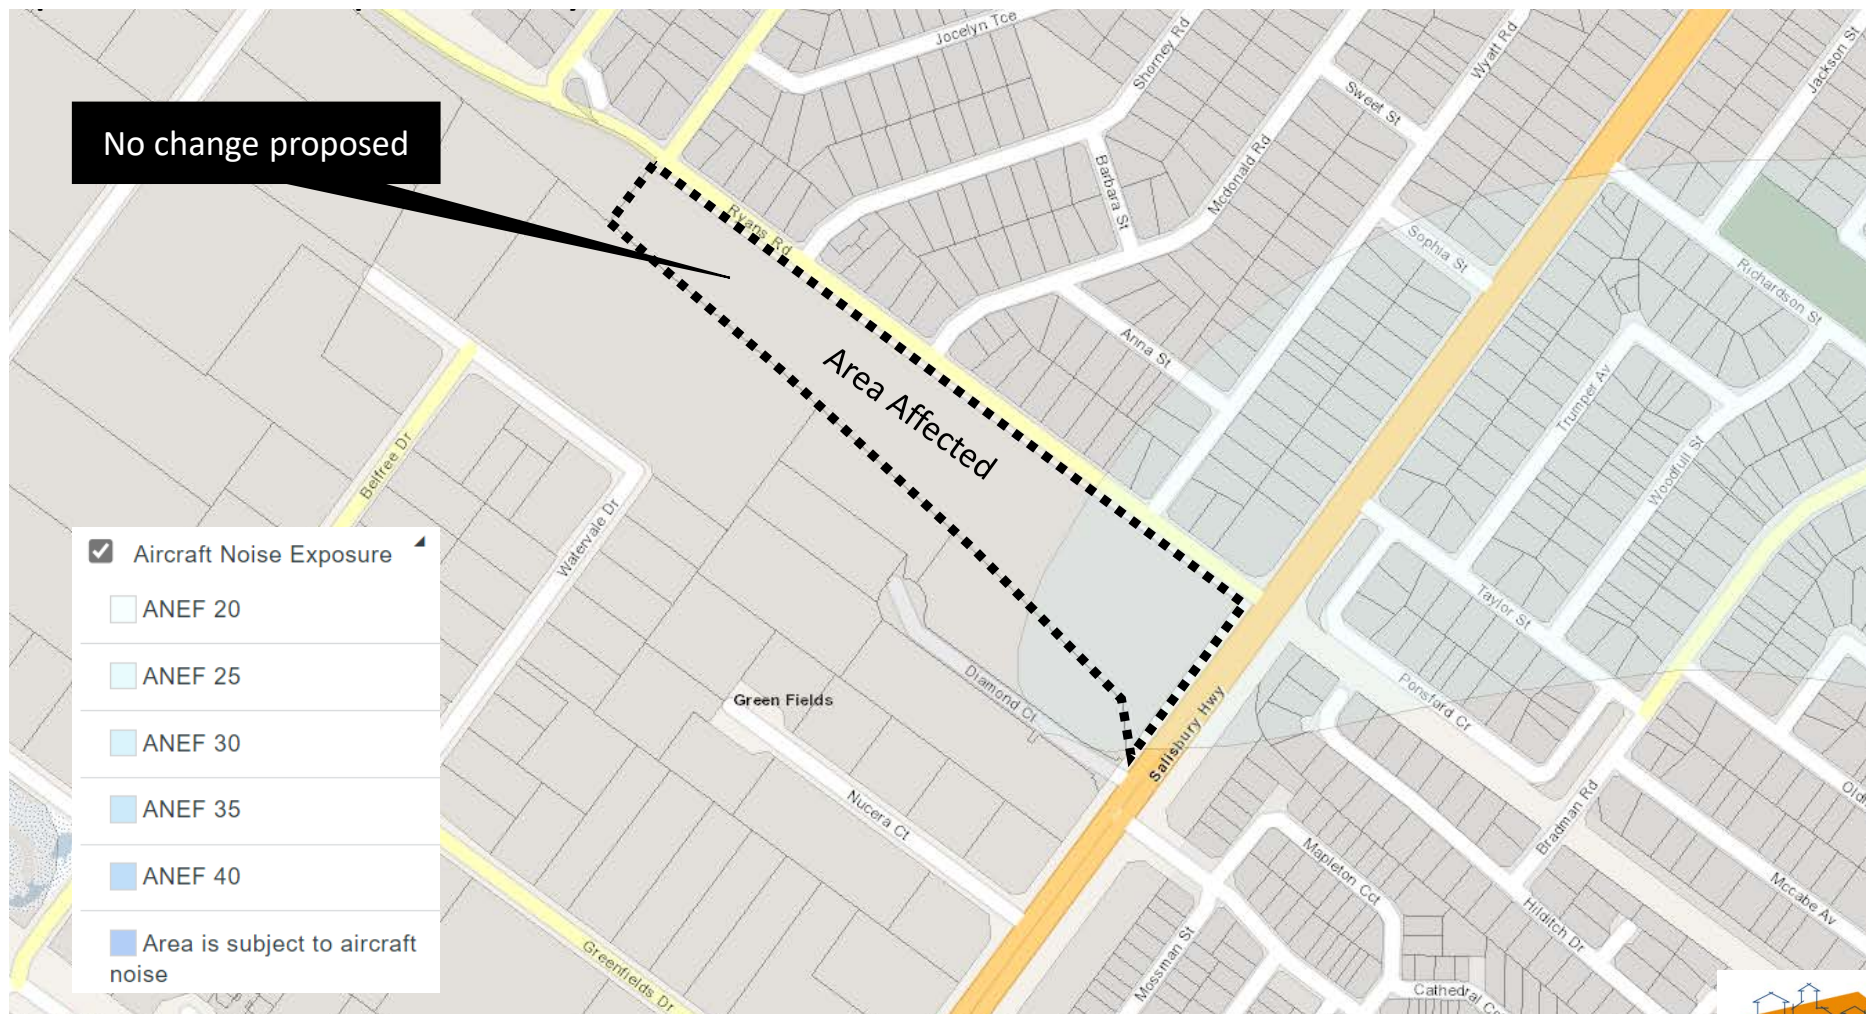 Jocelyn Tce
Shorney Rd
Wyatt Rd
Jackson St
Sweet St
No change proposed
Barbara St
Mcdonald Rd
Ryans Rd
Sophia St
Richardson St
Anna St
Area Affected
Trumper Av
Belfree Dr
Woodfull St
Watervale Dr
Aircraft Noise Exposure
ANEF 20
ANEF 25
ANEF 30
ANEF 35
ANEF 40
Area is subject to aircraft
noise
Taylor St
Diamond Ct
Green Fields
Ponsford Cr
Salisbury Hwy
Nucera Ct
Bradman Rd
Mapleton Cct
Mccabe Av
Hilditch Dr
Greenfields Dr
Mossman St
Cathedral